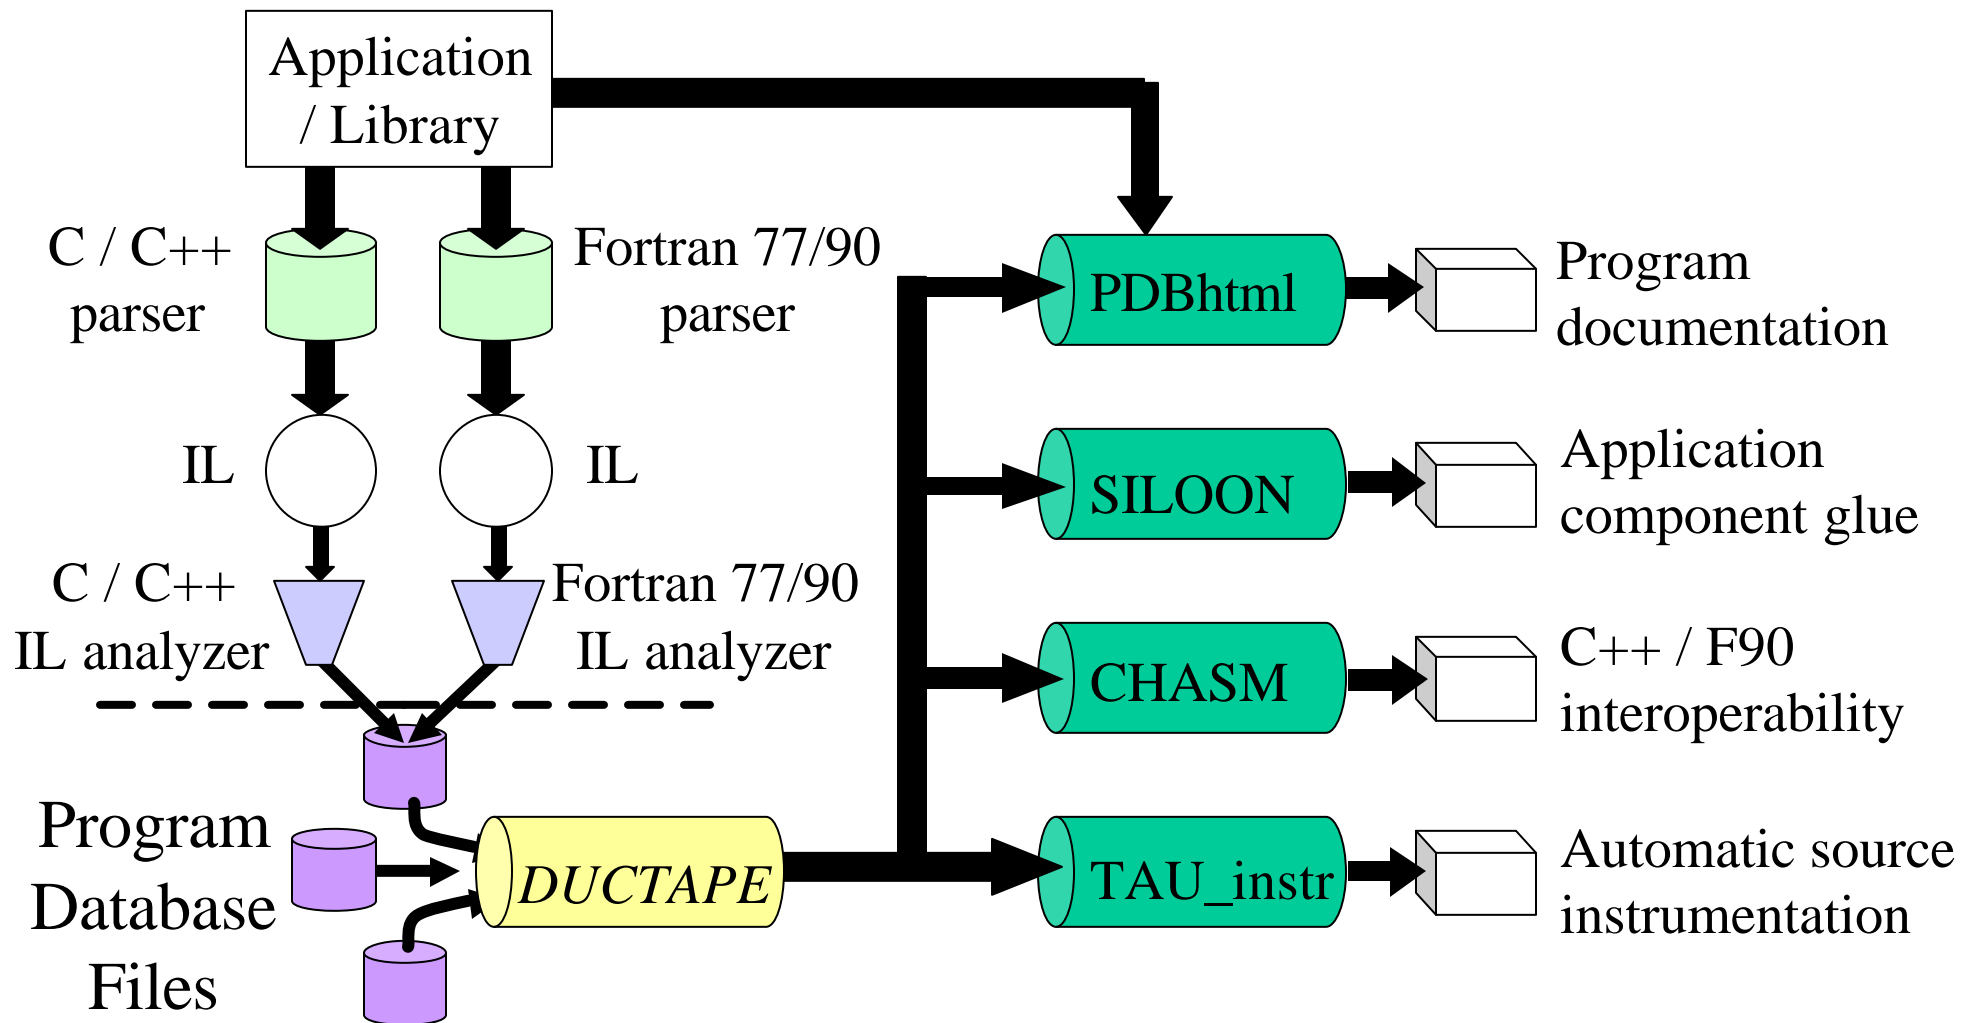 Application
/ Library
C / C++
parser
Fortran 77/90
parser
IL
IL
C / C++
IL analyzer
Fortran 77/90
IL analyzer
Program
Database
Files
DUCTAPE
PDBhtml
Program
documentation
SILOON
Application
component glue
CHASM
C++ / F90
interoperability
TAU_instr
Automatic source
instrumentation